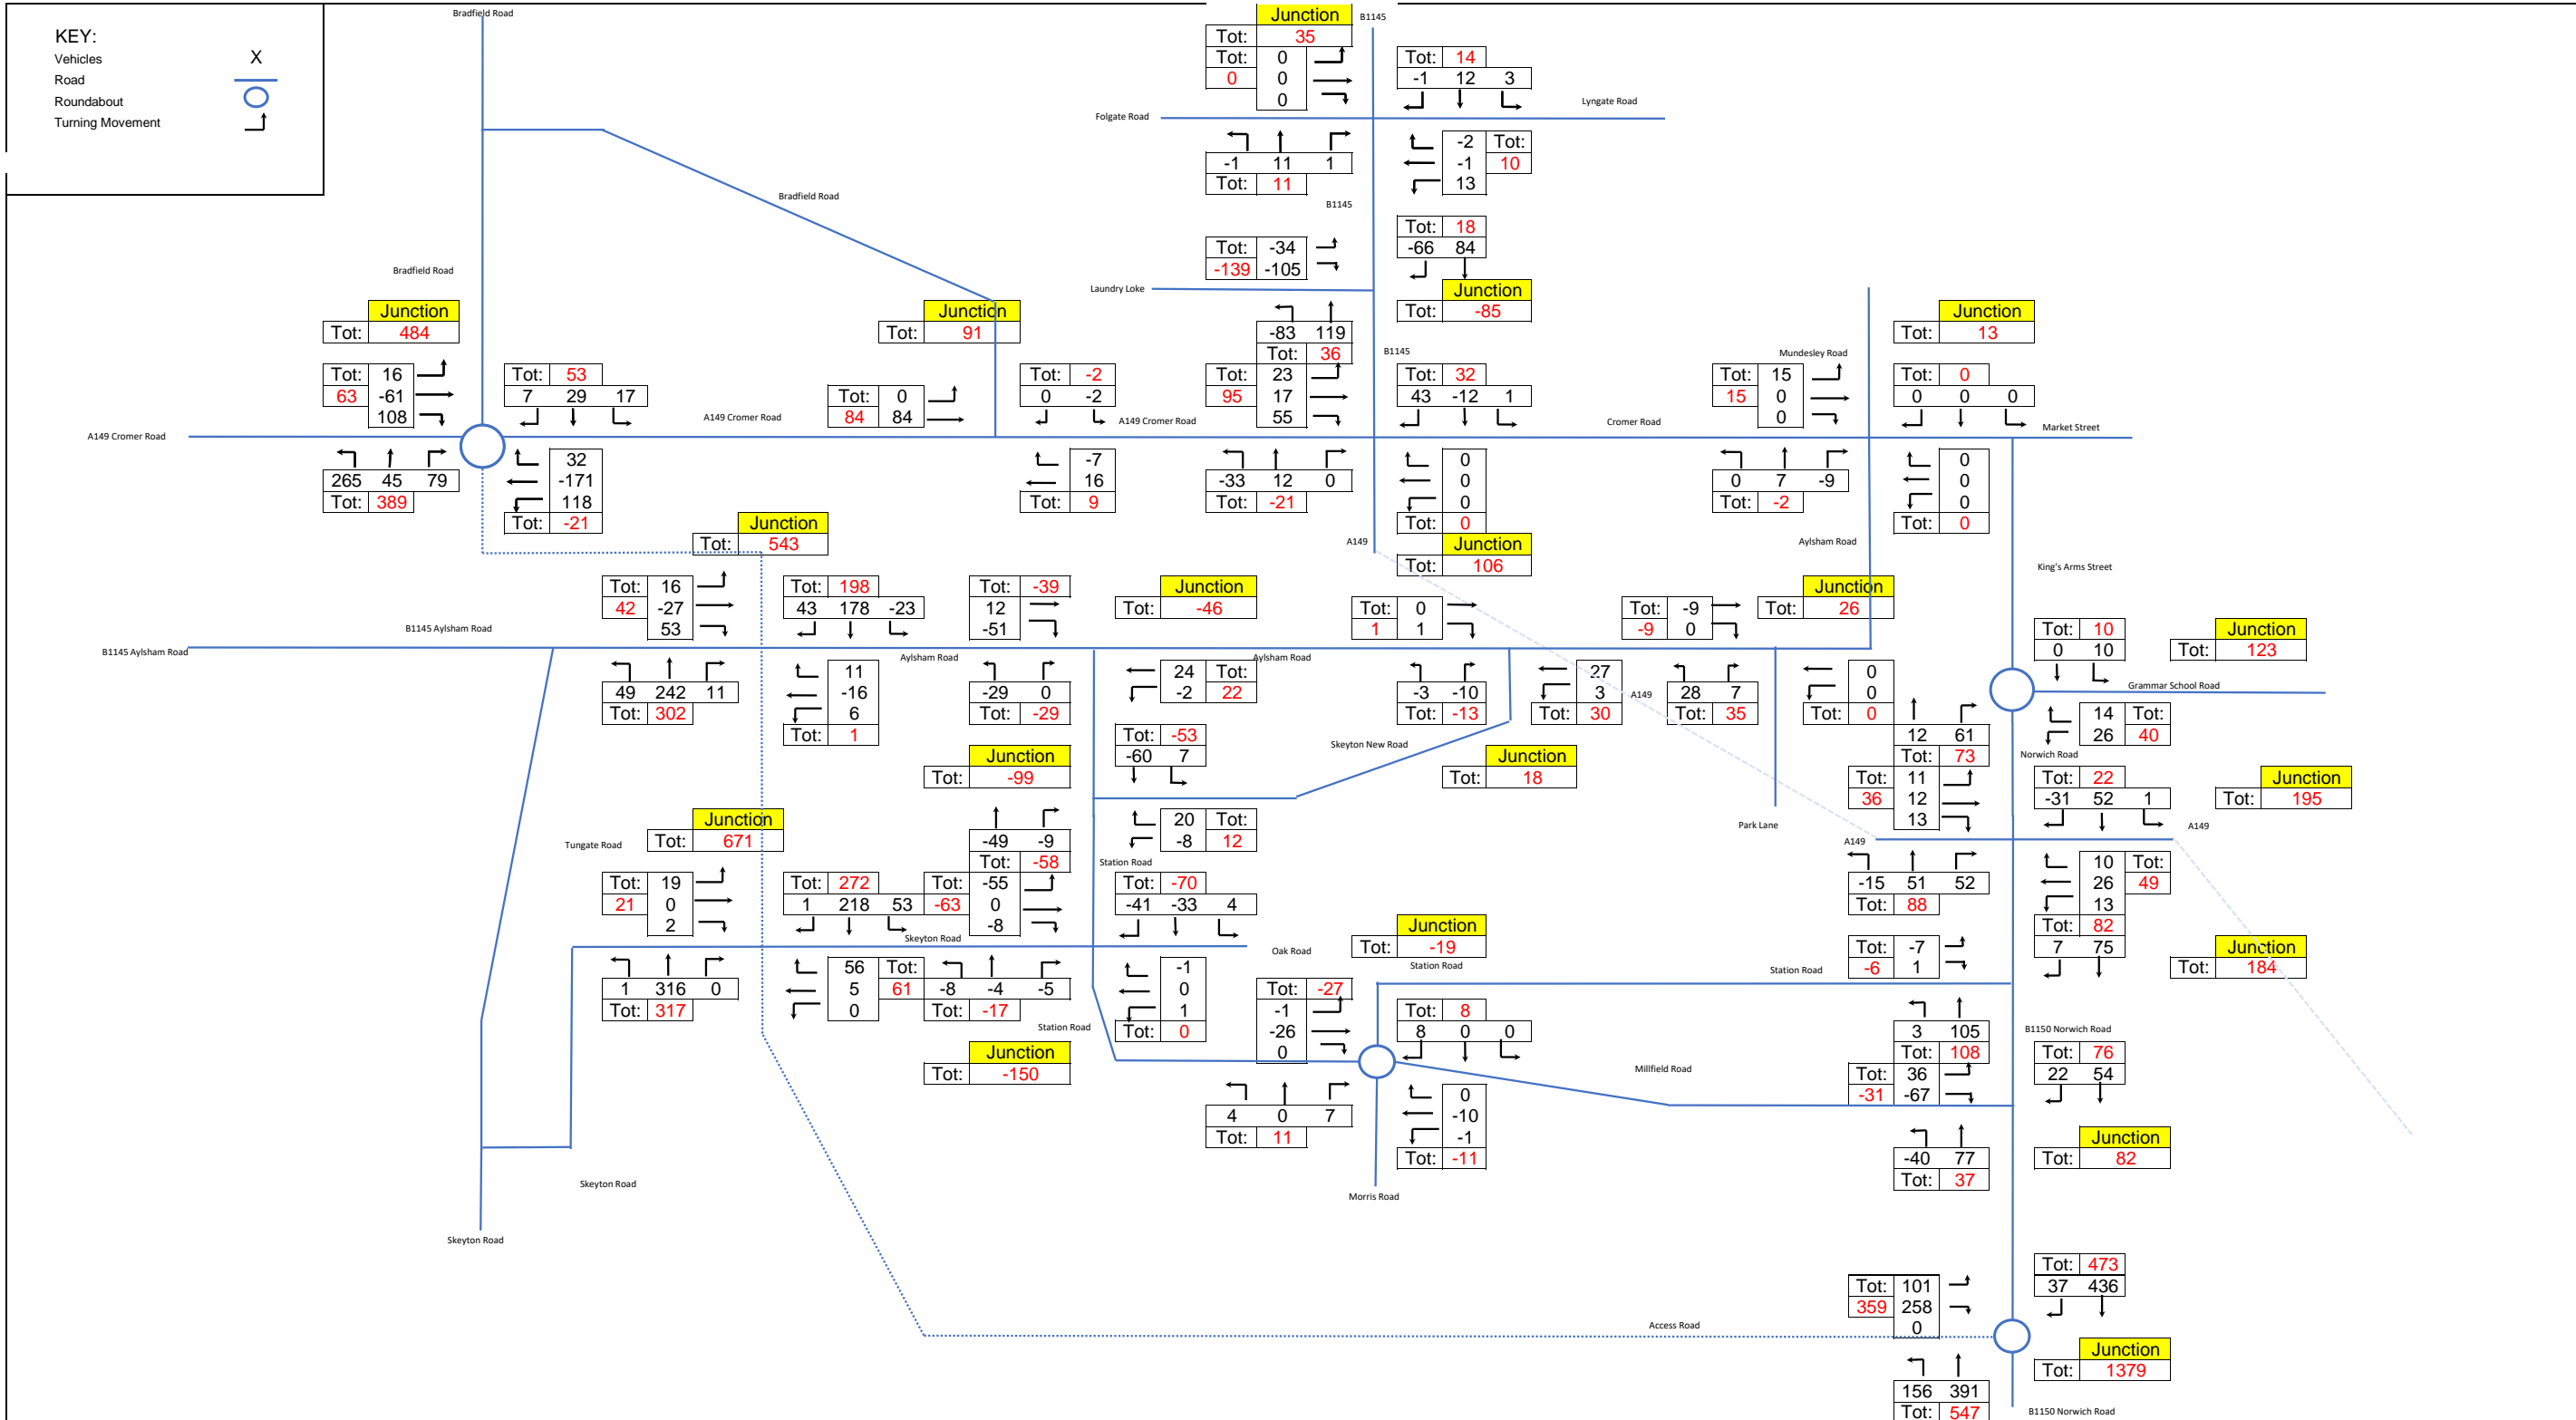 KEY:
Vehicles X
Road
Roundabout
Turning Movement
Bradfield Road
Bradfield Road
Bradfield Road
Junction
Tot: 35
B1145
Tot: 0
0 0
0
Tot: 14
-1 12 3
Folgate Road
Lyngate Road
-1 11 1
Tot: 11
-2 Tot:
-1 10
13
B1145
Tot: -34
-139 -105
Tot: 18
-66 84
Laundry Loke
Junction
Tot: -85
-83 119
Tot: 36
B1145
Junction
Tot: 484
Tot: 16
63 -61
108
Tot: 53
7 29 17
A149 Cromer Road
A149 Cromer Road
265 45 79
Tot: 389
32
-171
118
Tot: -21
Junction
Tot: 91
Tot: 0
84 84
Tot: -2
0 -2
A149 Cromer Road
-7
16
Tot: 9
Tot: 23
95 17
55
Tot: 32
43 -12 1
Cromer Road
-33 12 0
Tot: -21
0
0
0
Tot: 0
Junction
Tot: 106
A149
Junction
Tot: 13
Mundesley Road
Tot: 15
15 0
0
Tot: 0
0 0 0
Market Street
0 7 -9
Tot: -2
0
0
0
Tot: 0
Aylsham Road
King's Arms Street
Junction
Tot: 543
Tot: 16
42 -27
53
Tot: 198
43 178 -23
B1145 Aylsham Road
B1145 Aylsham Road
49 242 11
Tot: 302
11
-16
6
Tot: 1
Tot: -39
12
-51
Junction
Tot: -46
Aylsham Road
Aylsham Road
-29 0
Tot: -29
24 Tot:
-2 22
Tot: 0
1 1
-3 -10
Tot: -13
27
3
Tot: 30
Junction
Tot: 18
Skeyton New Road
Tot: -9
-9 0
Junction
Tot: 26
A149
28 7
Tot: 35
0
0
Tot: 0
Park Lane
Tot: 10
0 10
Junction
Tot: 123
Grammar School Road
12 61
Tot: 73
14 Tot:
26 40
Norwich Road
Junction
Tot: -99
Tot: -53
-60 7
-49 -9
Tot: -58
20 Tot:
-8 12
Station Road
Tot: 11
36 12
13
Tot: 22
-31 52 1
Junction
Tot: 195
A149
A149
-15 51 52
Tot: 88
10 Tot:
26 49
13
Junction
Tot: 671
Tungate Road
Tot: 19
21 0
2
Tot: 272
1 218 53
Skeyton Road
1 316 0
Tot: 317
56 Tot:
5 61
0
Tot: -55
-63 0
-8
Tot: -70
-41 -33 4
Oak Road
-8 -4 -5
Tot: -17
-1
0
1
Tot: 0
Station Road
Junction
Tot: -150
Junction
Tot: -19
Station Road
Station Road
Tot: -27
-1
-26
0
Tot: 8
8 0 0
4 0 7
Tot: 11
0
-10
-1
Tot: -11
Morris Road
Millfield Road
Tot: -7
-6 1
Tot: 82
7 75
Junction
Tot: 184
3 105
Tot: 108
B1150 Norwich Road
Tot: 36
-31 -67
Tot: 76
22 54
-40 77
Tot: 37
Junction
Tot: 82
Skeyton Road
Skeyton Road
Tot: 101
359 258
0
Tot: 473
37 436
Access Road
Junction
Tot: 1379
156 391
Tot: 547
B1150 Norwich Road